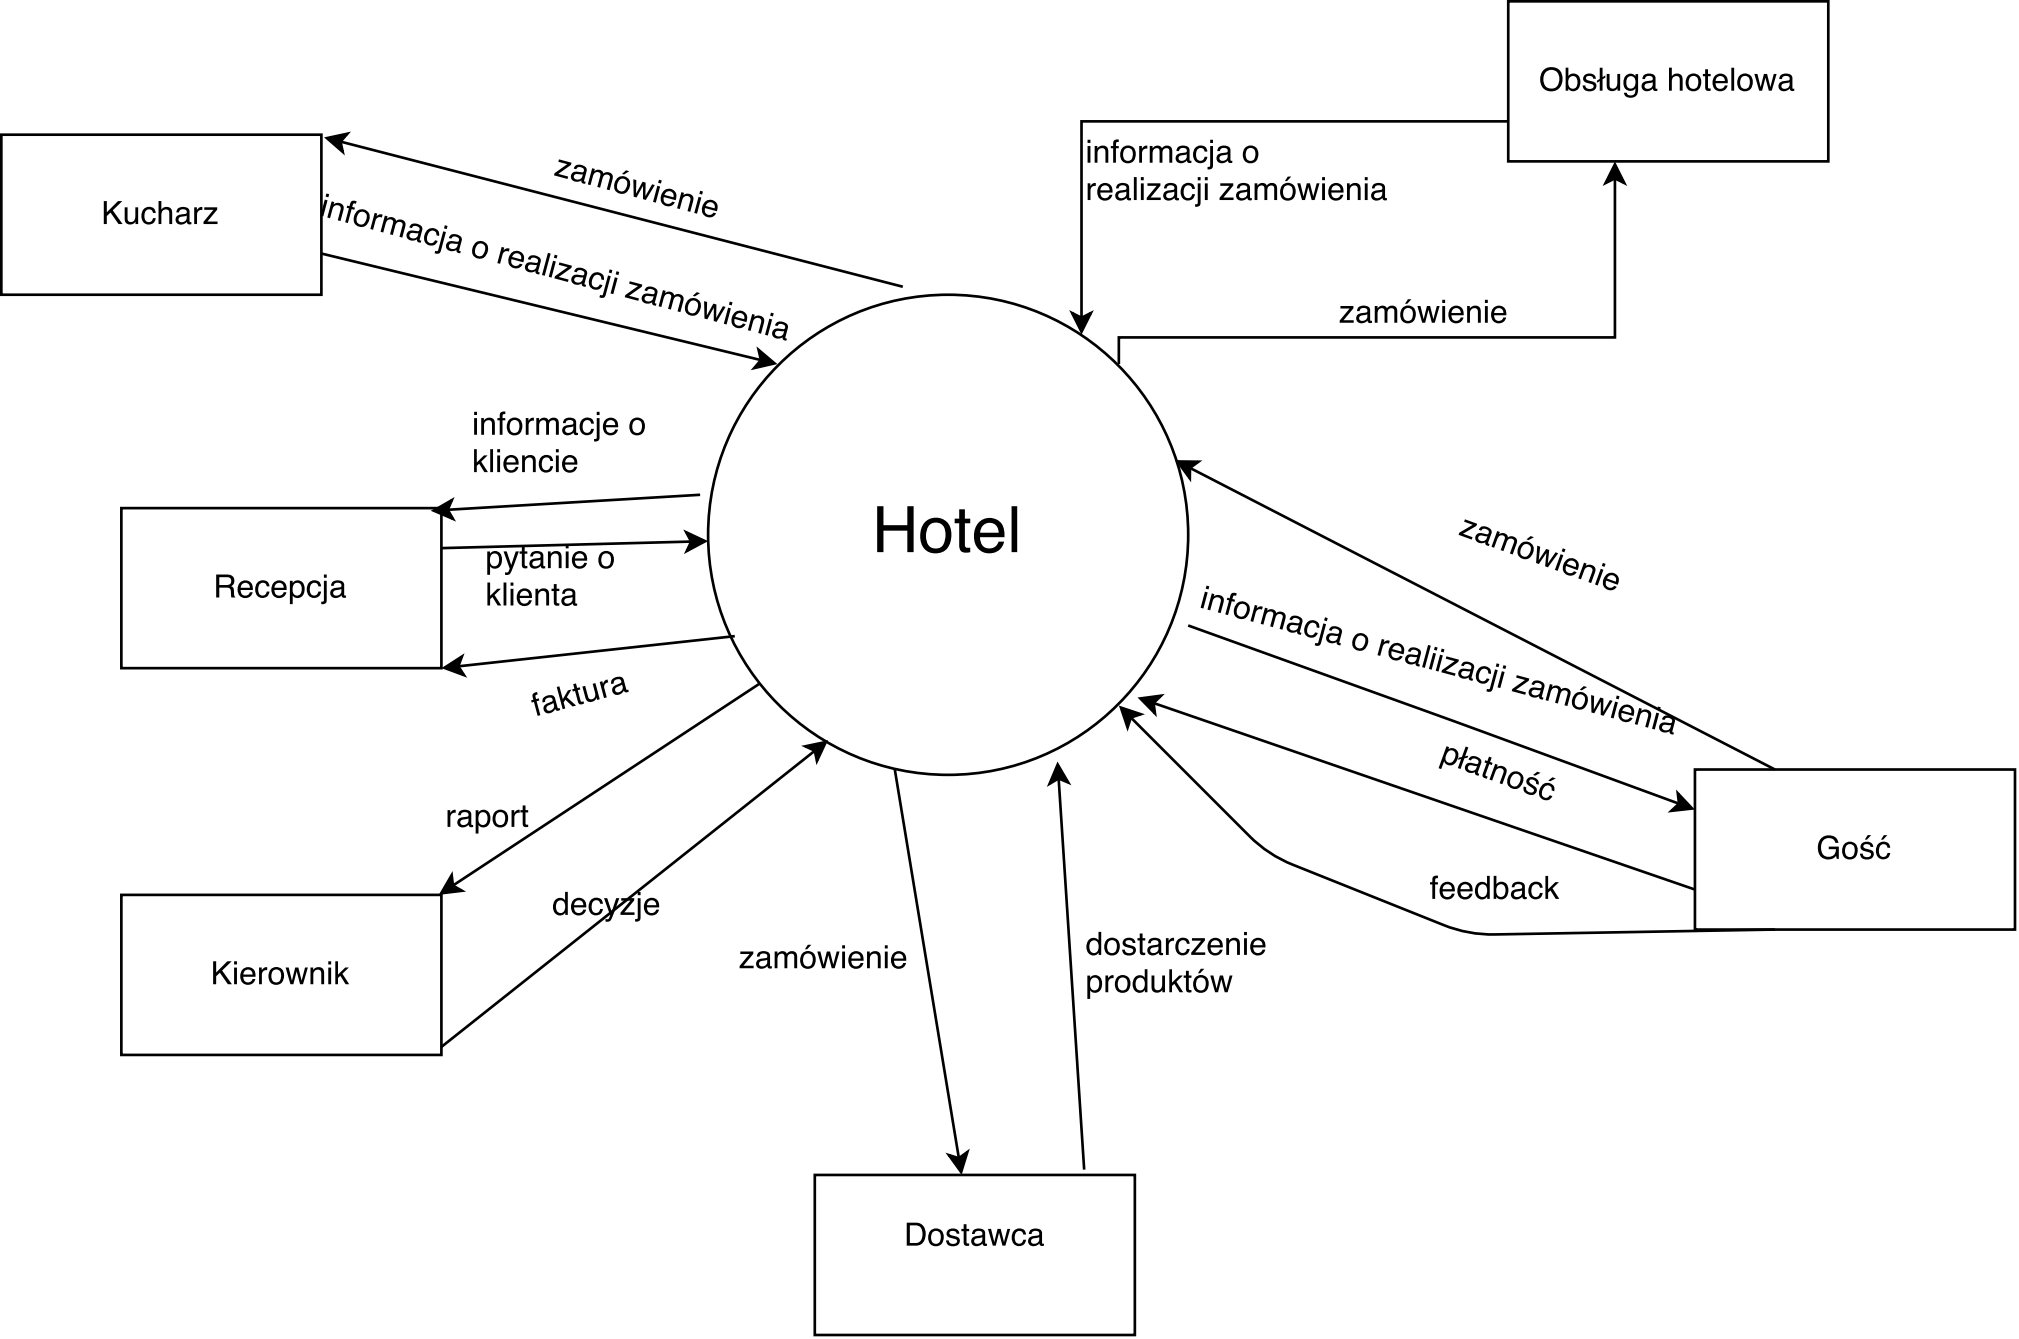 Obsługa hotelowa
informacja o
realizacji zamówienia
zamówienie
Kucharz
informacja o realizacji zamówienia
zamówienie
informacje o
kliencie
Hotel
zamówienie
pytanie o
klienta
Recepcja
informacja o realiizacji zamówienia
faktura
płatność
raport
Gość
feedback
decyzje
zamówienie
dostarczenie
produktów
Kierownik
Dostawca